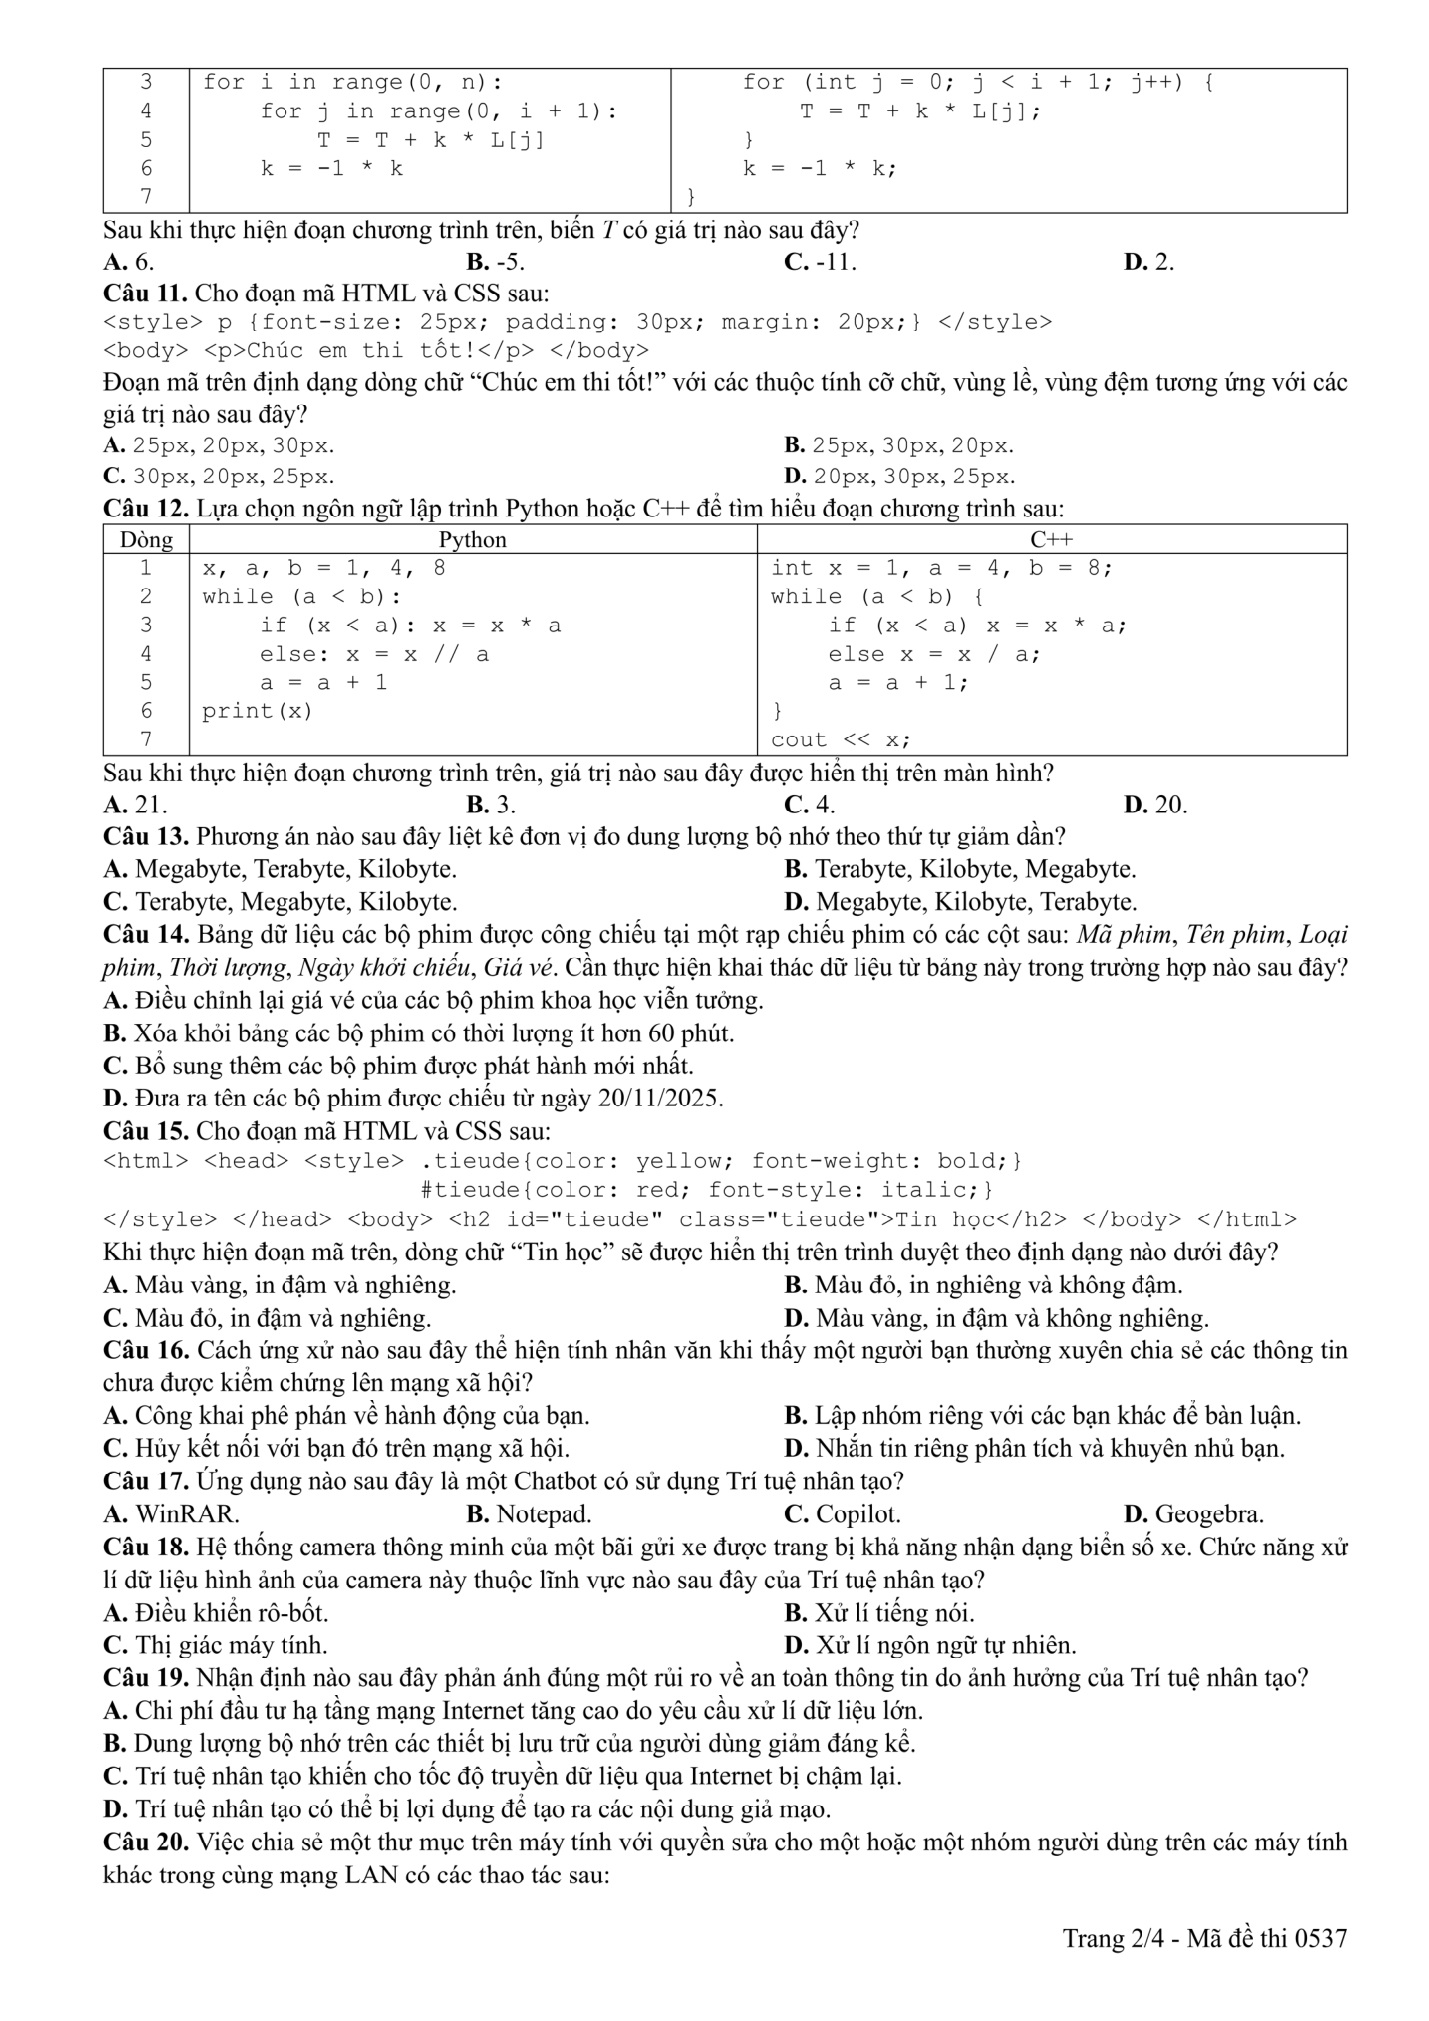 3 for i in range(0, n): for (int j = 0; j < i + 1; j++) {
4 for j in range(0, i + 1): T = T + k * L[j];
5 T = T + k * L[j] }
6 k = -1 * k k = -1 * k;
7 }
Sau khi thực hiện đoạn chương trình trên, biến T có giá trị nào sau đây?
A. 6. B. -5. C. -11. D. 2.
Câu 11. Cho đoạn mã HTML và CSS sau:
<style> p {font-size: 25px; padding: 30px; margin: 20px;} </style>
<body> <p>Chúc em thi tốt!</p> </body>
Đoạn mã trên định dạng dòng chữ “Chúc em thi tốt!” với các thuộc tính cỡ chữ, vùng lề, vùng đệm tương ứng với các
giá trị nào sau đây?
A. 25px, 20px, 30px. B. 25px, 30px, 20px.
C. 30px, 20px, 25px. D. 20px, 30px, 25px.
Câu 12. Lựa chọn ngôn ngữ lập trình Python hoặc C++ để tìm hiểu đoạn chương trình sau:
Dòng Python C++
1 x, a, b = 1, 4, 8 int x = 1, a = 4, b = 8;
2 while (a < b): while (a < b) {
3 if (x < a): x = x * a if (x < a) x = x * a;
4 else: x = x // a else x = x / a;
5 a = a + 1 a = a + 1;
6 print(x) }
7 cout << x;
Sau khi thực hiện đoạn chương trình trên, giá trị nào sau đây được hiển thị trên màn hình?
A. 21. B. 3. C. 4. D. 20.
Câu 13. Phương án nào sau đây liệt kê đơn vị đo dung lượng bộ nhớ theo thứ tự giảm dần?
A. Megabyte, Terabyte, Kilobyte. B. Terabyte, Kilobyte, Megabyte.
C. Terabyte, Megabyte, Kilobyte. D. Megabyte, Kilobyte, Terabyte.
Câu 14. Bảng dữ liệu các bộ phim được công chiếu tại một rạp chiếu phim có các cột sau: Mã phim, Tên phim, Loại
phim, Thời lượng, Ngày khởi chiếu, Giá vé. Cần thực hiện khai thác dữ liệu từ bảng này trong trường hợp nào sau đây?
A. Điều chỉnh lại giá vé của các bộ phim khoa học viễn tưởng.
B. Xóa khỏi bảng các bộ phim có thời lượng ít hơn 60 phút.
C. Bổ sung thêm các bộ phim được phát hành mới nhất.
D. Đưa ra tên các bộ phim được chiếu từ ngày 20/11/2025.
Câu 15. Cho đoạn mã HTML và CSS sau:
<html> <head> <style> .tieude{color: yellow; font-weight: bold;}
#tieude{color: red; font-style: italic;}
</style> </head> <body> <h2 id="tieude" class="tieude">Tin học</h2> </body> </html>
Khi thực hiện đoạn mã trên, dòng chữ “Tin học” sẽ được hiển thị trên trình duyệt theo định dạng nào dưới đây?
A. Màu vàng, in đậm và nghiêng. B. Màu đỏ, in nghiêng và không đậm.
C. Màu đỏ, in đậm và nghiêng. D. Màu vàng, in đậm và không nghiêng.
Câu 16. Cách ứng xử nào sau đây thể hiện tính nhân văn khi thấy một người bạn thường xuyên chia sẻ các thông tin
chưa được kiểm chứng lên mạng xã hội?
A. Công khai phê phán về hành động của bạn. B. Lập nhóm riêng với các bạn khác để bàn luận.
C. Hủy kết nối với bạn đó trên mạng xã hội. D. Nhắn tin riêng phân tích và khuyên nhủ bạn.
Câu 17. Ứng dụng nào sau đây là một Chatbot có sử dụng Trí tuệ nhân tạo?
A. WinRAR. B. Notepad. C. Copilot. D. Geogebra.
Câu 18. Hệ thống camera thông minh của một bãi gửi xe được trang bị khả năng nhận dạng biển số xe. Chức năng xử
lí dữ liệu hình ảnh của camera này thuộc lĩnh vực nào sau đây của Trí tuệ nhân tạo?
A. Điều khiển rô-bốt. B. Xử lí tiếng nói.
C. Thị giác máy tính. D. Xử lí ngôn ngữ tự nhiên.
Câu 19. Nhận định nào sau đây phản ánh đúng một rủi ro về an toàn thông tin do ảnh hưởng của Trí tuệ nhân tạo?
A. Chi phí đầu tư hạ tầng mạng Internet tăng cao do yêu cầu xử lí dữ liệu lớn.
B. Dung lượng bộ nhớ trên các thiết bị lưu trữ của người dùng giảm đáng kể.
C. Trí tuệ nhân tạo khiến cho tốc độ truyền dữ liệu qua Internet bị chậm lại.
D. Trí tuệ nhân tạo có thể bị lợi dụng để tạo ra các nội dung giả mạo.
Câu 20. Việc chia sẻ một thư mục trên máy tính với quyền sửa cho một hoặc một nhóm người dùng trên các máy tính
khác trong cùng mạng LAN có các thao tác sau:
Trang 2/4 - Mã đề thi 0537